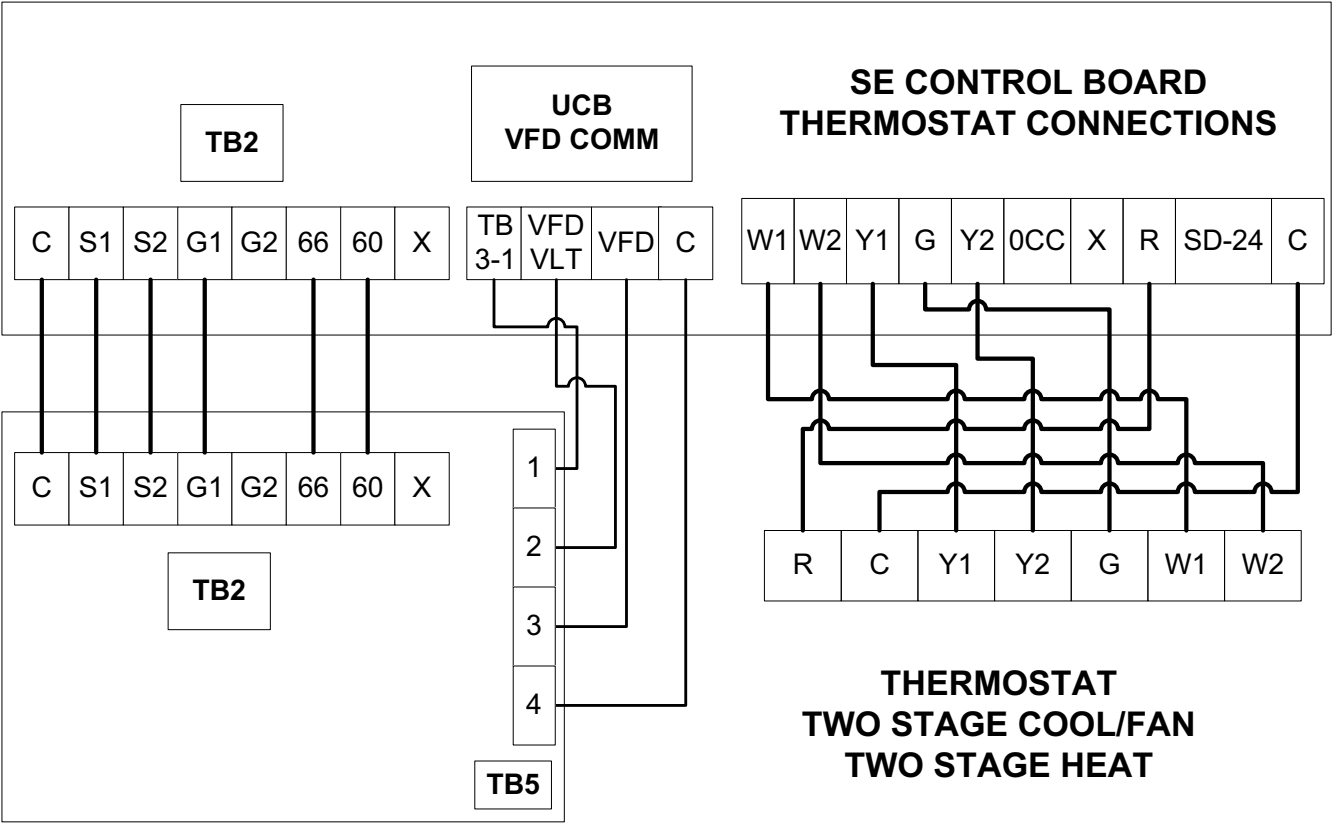 SE CONTROL BOARD
THERMOSTAT CONNECTIONS
UCB
VFD COMM
TB2
C S1 S2 G1 G2 66 60 X
TB
3-1
VFD
VLT
VFD
C
W1 W2 Y1 G Y2 0CC X R SD-24 C
C S1 S2 G1 G2 66 60 X
TB2
1
2
3
4
TB5
R C Y1 Y2 G W1 W2
THERMOSTAT
TWO STAGE COOL/FAN
TWO STAGE HEAT